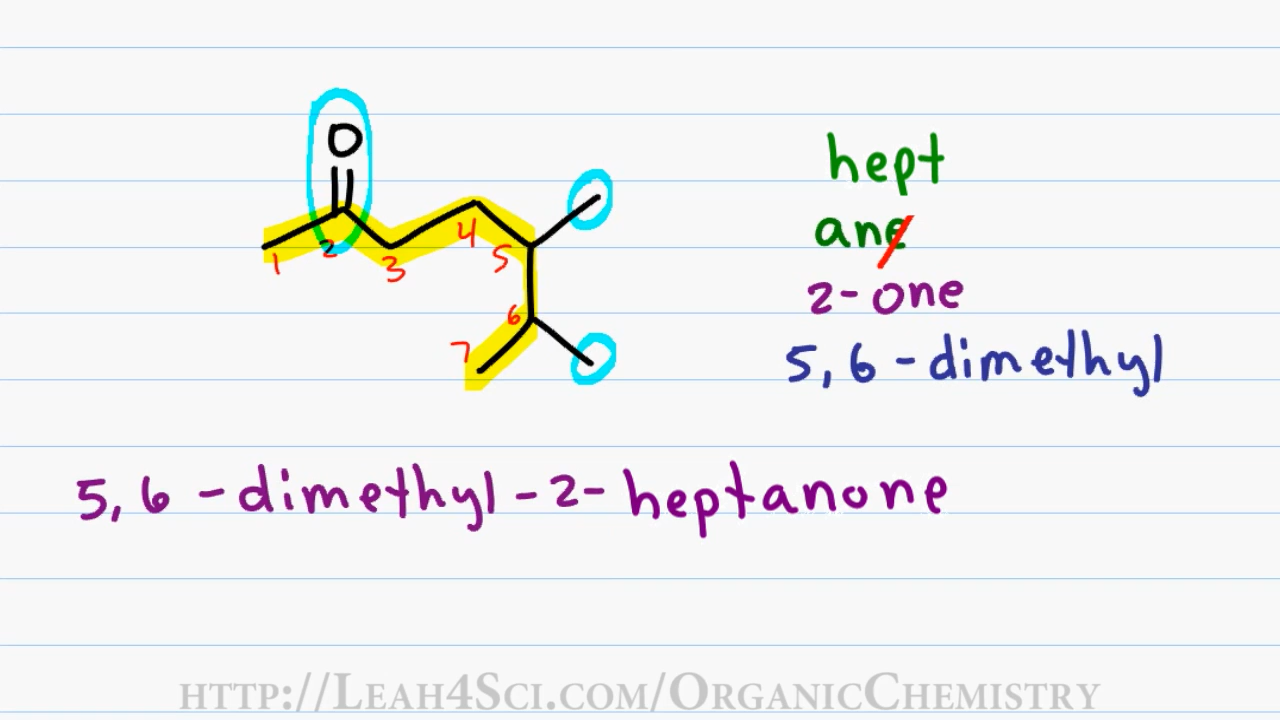 O
1 2 3 4 5 6 7
hept
ane
2-one
5,6-dimethyl
5,6-dimethyl-2-heptanone
http://Leah4Sci.com/OrganicChemistry